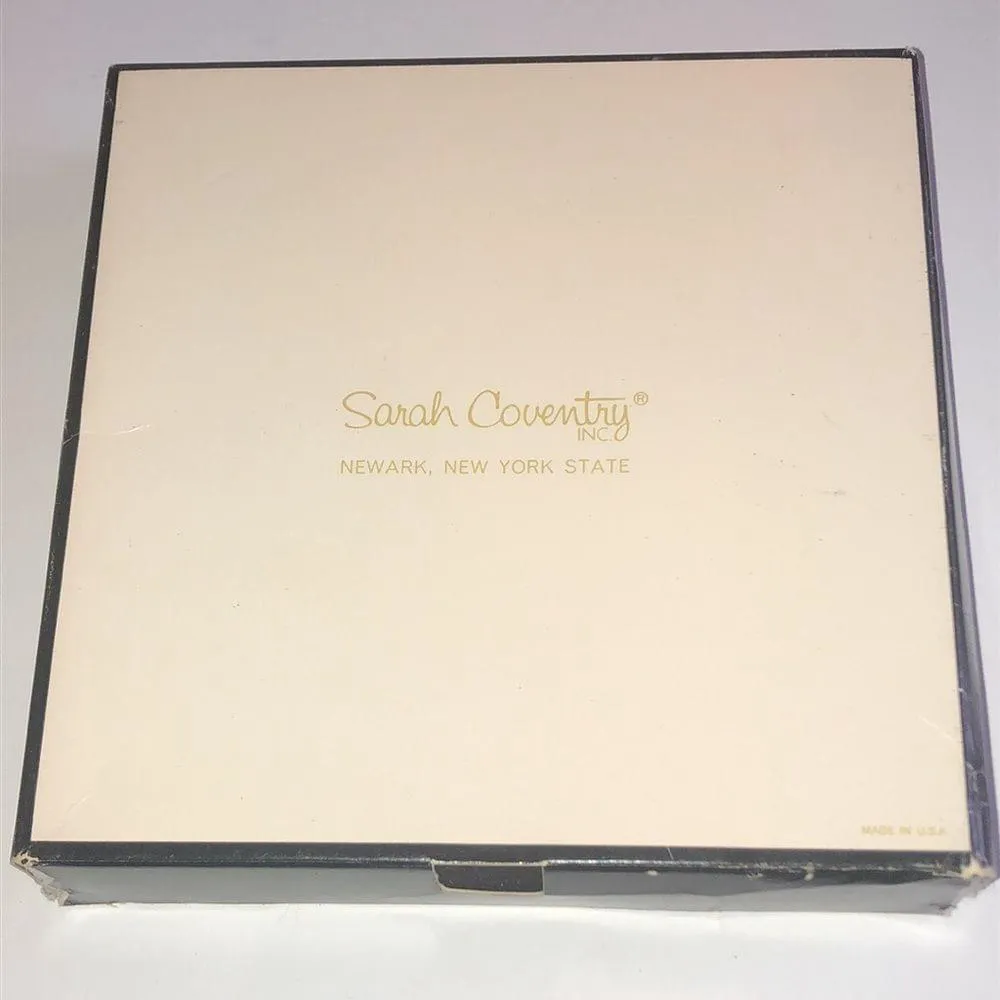 Sarah Coventry®
INC.
NEWARK, NEW YORK STATE
MADE IN U.S.A.